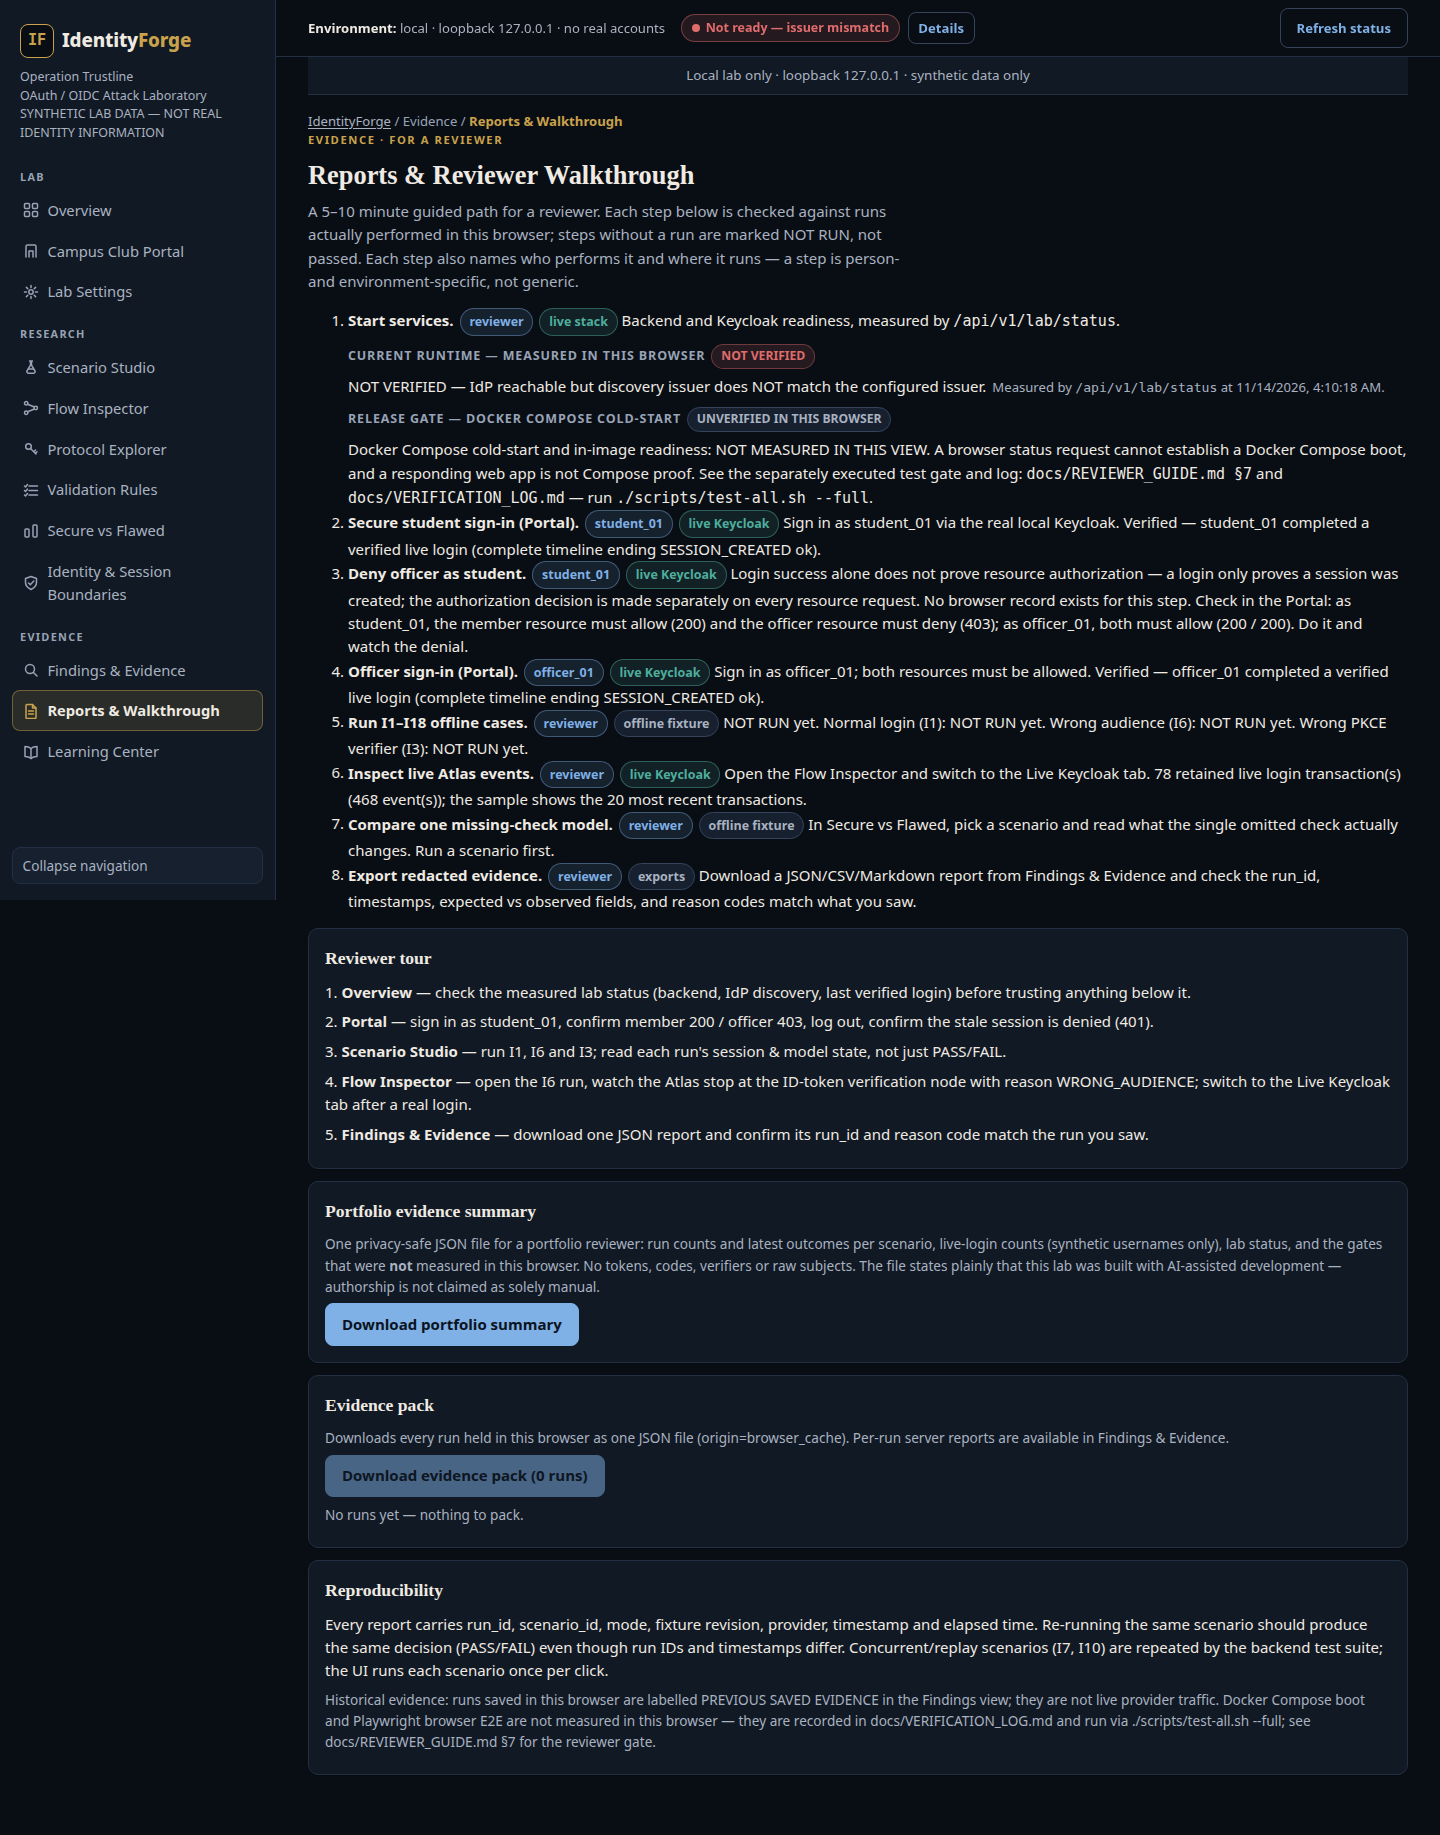 IF IdentityForge
Operation Trustline
OAuth / OIDC Attack Laboratory
SYNTHETIC LAB DATA — NOT REAL
IDENTITY INFORMATION
LAB
Overview
Campus Club Portal
Lab Settings
RESEARCH
Scenario Studio
Flow Inspector
Protocol Explorer
Validation Rules
Secure vs Flawed
Identity & Session
Boundaries
EVIDENCE
Findings & Evidence
Reports & Walkthrough
Learning Center
Collapse navigation
Environment: local · loopback 127.0.0.1 · no real accounts Not ready — issuer mismatch Details Refresh status
Local lab only · loopback 127.0.0.1 · synthetic data only
IdentityForge / Evidence / Reports & Walkthrough
EVIDENCE · FOR A REVIEWER
Reports & Reviewer Walkthrough
A 5–10 minute guided path for a reviewer. Each step below is checked against runs
actually performed in this browser; steps without a run are marked NOT RUN, not
passed. Each step also names who performs it and where it runs — a step is person-
and environment-specific, not generic.
1. Start services. reviewer live stack Backend and Keycloak readiness, measured by /api/v1/lab/status.
CURRENT RUNTIME — MEASURED IN THIS BROWSER NOT VERIFIED
NOT VERIFIED — IdP reachable but discovery issuer does NOT match the configured issuer. Measured by /api/v1/lab/status at 11/14/2026, 4:10:18 AM.
RELEASE GATE — DOCKER COMPOSE COLD-START UNVERIFIED IN THIS BROWSER
Docker Compose cold-start and in-image readiness: NOT MEASURED IN THIS VIEW. A browser status request cannot establish a Docker Compose boot,
and a responding web app is not Compose proof. See the separately executed test gate and log: docs/REVIEWER_GUIDE.md §7 and
docs/VERIFICATION_LOG.md — run ./scripts/test-all.sh --full.
2. Secure student sign-in (Portal). student_01 live Keycloak Sign in as student_01 via the real local Keycloak. Verified — student_01 completed a
verified live login (complete timeline ending SESSION_CREATED ok).
3. Deny officer as student. student_01 live Keycloak Login success alone does not prove resource authorization — a login only proves a session was
created; the authorization decision is made separately on every resource request. No browser record exists for this step. Check in the Portal: as
student_01, the member resource must allow (200) and the officer resource must deny (403); as officer_01, both must allow (200 / 200). Do it and
watch the denial.
4. Officer sign-in (Portal). officer_01 live Keycloak Sign in as officer_01; both resources must be allowed. Verified — officer_01 completed a verified
live login (complete timeline ending SESSION_CREATED ok).
5. Run I1–I18 offline cases. reviewer offline fixture NOT RUN yet. Normal login (I1): NOT RUN yet. Wrong audience (I6): NOT RUN yet. Wrong PKCE
verifier (I3): NOT RUN yet.
6. Inspect live Atlas events. reviewer live Keycloak Open the Flow Inspector and switch to the Live Keycloak tab. 78 retained live login transaction(s)
(468 event(s)); the sample shows the 20 most recent transactions.
7. Compare one missing-check model. reviewer offline fixture In Secure vs Flawed, pick a scenario and read what the single omitted check actually
changes. Run a scenario first.
8. Export redacted evidence. reviewer exports Download a JSON/CSV/Markdown report from Findings & Evidence and check the run_id,
timestamps, expected vs observed fields, and reason codes match what you saw.
Reviewer tour
1. Overview — check the measured lab status (backend, IdP discovery, last verified login) before trusting anything below it.
2. Portal — sign in as student_01, confirm member 200 / officer 403, log out, confirm the stale session is denied (401).
3. Scenario Studio — run I1, I6 and I3; read each run's session & model state, not just PASS/FAIL.
4. Flow Inspector — open the I6 run, watch the Atlas stop at the ID-token verification node with reason WRONG_AUDIENCE; switch to the Live Keycloak
tab after a real login.
5. Findings & Evidence — download one JSON report and confirm its run_id and reason code match the run you saw.
Portfolio evidence summary
One privacy-safe JSON file for a portfolio reviewer: run counts and latest outcomes per scenario, live-login counts (synthetic usernames only), lab status, and the gates
that were not measured in this browser. No tokens, codes, verifiers or raw subjects. The file states plainly that this lab was built with AI-assisted development —
authorship is not claimed as solely manual.
Download portfolio summary
Evidence pack
Downloads every run held in this browser as one JSON file (origin=browser_cache). Per-run server reports are available in Findings & Evidence.
Download evidence pack (0 runs)
No runs yet — nothing to pack.
Reproducibility
Every report carries run_id, scenario_id, mode, fixture revision, provider, timestamp and elapsed time. Re-running the same scenario should produce
the same decision (PASS/FAIL) even though run IDs and timestamps differ. Concurrent/replay scenarios (I7, I10) are repeated by the backend test suite;
the UI runs each scenario once per click.
Historical evidence: runs saved in this browser are labelled PREVIOUS SAVED EVIDENCE in the Findings view; they are not live provider traffic. Docker Compose boot
and Playwright browser E2E are not measured in this browser — they are recorded in docs/VERIFICATION_LOG.md and run via ./scripts/test-all.sh --full; see
docs/REVIEWER_GUIDE.md §7 for the reviewer gate.